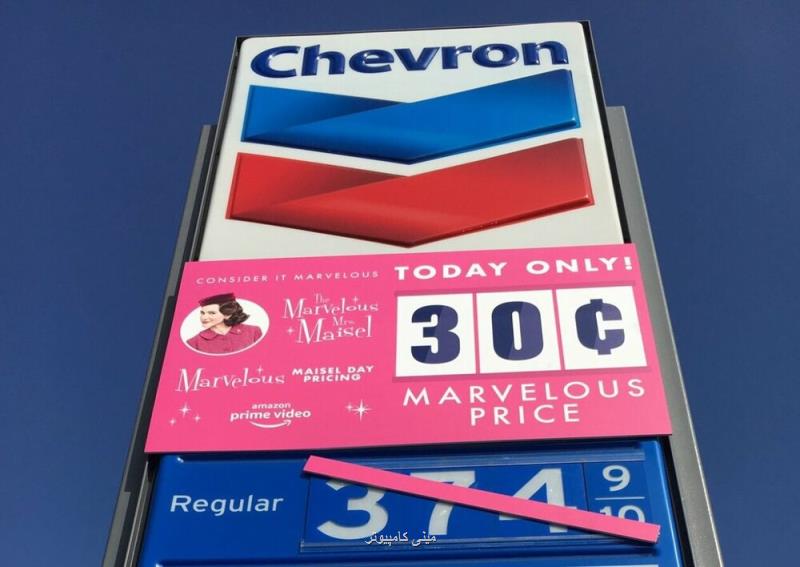 Chevron
CONSIDER IT MARVELOUS
TODAY ONLY!
The
Marvelous
Mrs.
Maisel
30¢
Marvelous MAISEL DAY
PRICING
amazon
prime video
MARVELOUS
PRICE
Regular 374 9
10
مینی کامپیوتر